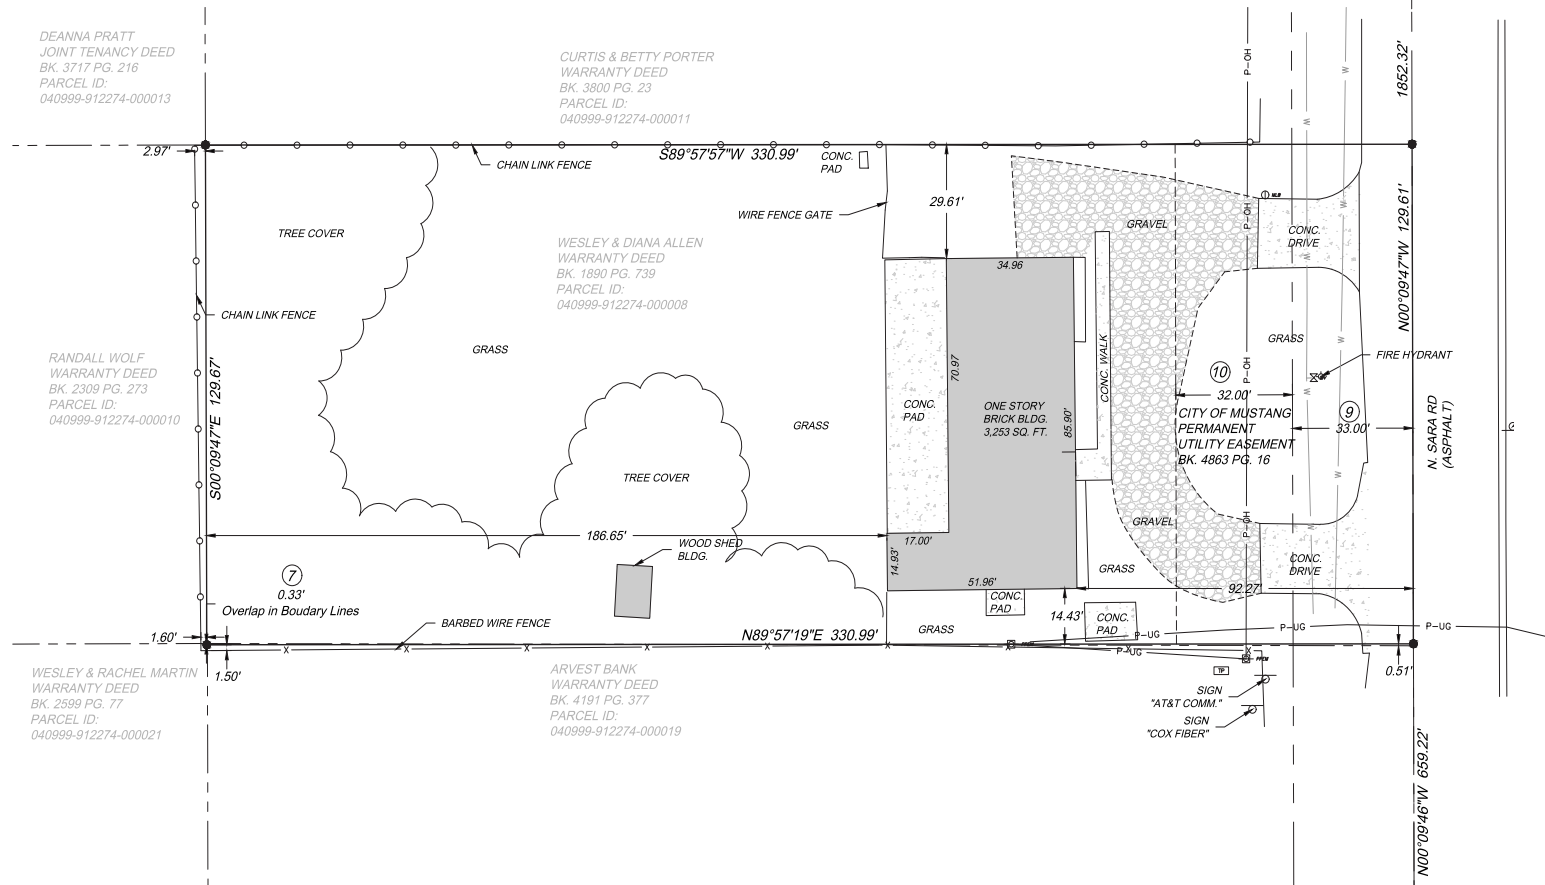 DEANNA PRATT
JOINT TENANCY DEED
BK. 3717 PG. 216
PARCEL ID:
040999-912274-000013
CURTIS & BETTY PORTER
WARRANTY DEED
BK. 3800 PG. 23
PARCEL ID:
040999-912274-000011
P-OH
W
W
1852.32'
2.97'
CHAIN LINK FENCE
S89°57'57"W 330.99'
CONC.
PAD
TREE COVER
WIRE FENCE GATE
29.61'
GRAVEL
P-OH
W
CONC.
DRIVE
N00°09'47"W 129.61'
WESLEY & DIANA ALLEN
WARRANTY DEED
BK. 1890 PG. 739
PARCEL ID:
040999-912274-000008
34.96
CHAIN LINK FENCE
RANDALL WOLF
WARRANTY DEED
BK. 2309 PG. 273
PARCEL ID:
040999-912274-000010
S00°09'47"E 129.67'
GRASS
70.97
CONC. WALK
P-OH
GRASS
W
W
FIRE HYDRANT
10
32.00'
CITY OF MUSTANG
PERMANENT
UTILITY EASEMENT
BK. 4863 PG. 16
9
33.00'
N. SARA RD
(ASPHALT)
G
GRASS
CONC.
PAD
ONE STORY
BRICK BLDG.
3,253 SQ. FT.
85.90'
TREE COVER
W
GRAVEL
P-OH
W
186.65'
WOOD SHED
BLDG.
17.00'
14.93'
51.96'
GRASS
CONC.
DRIVE
92.27'
7
0.33'
Overlap in Boudary Lines
CONC.
PAD
14.43'
CONC.
PAD
BARBED WIRE FENCE
1.60'
N89°57'19"E 330.99'
GRASS
P-UG
P-UG
P-UG
X
X
X
X
X
X
X
X
X
P-UG
WESLEY & RACHEL MARTIN
WARRANTY DEED
BK. 2599 PG. 77
PARCEL ID:
040999-912274-000021
1.50'
ARVEST BANK
WARRANTY DEED
BK. 4191 PG. 377
PARCEL ID:
040999-912274-000019
TP
0.51'
SIGN
"AT&T COMM."
SIGN
"COX FIBER"
N00°09'46"W 659.22'